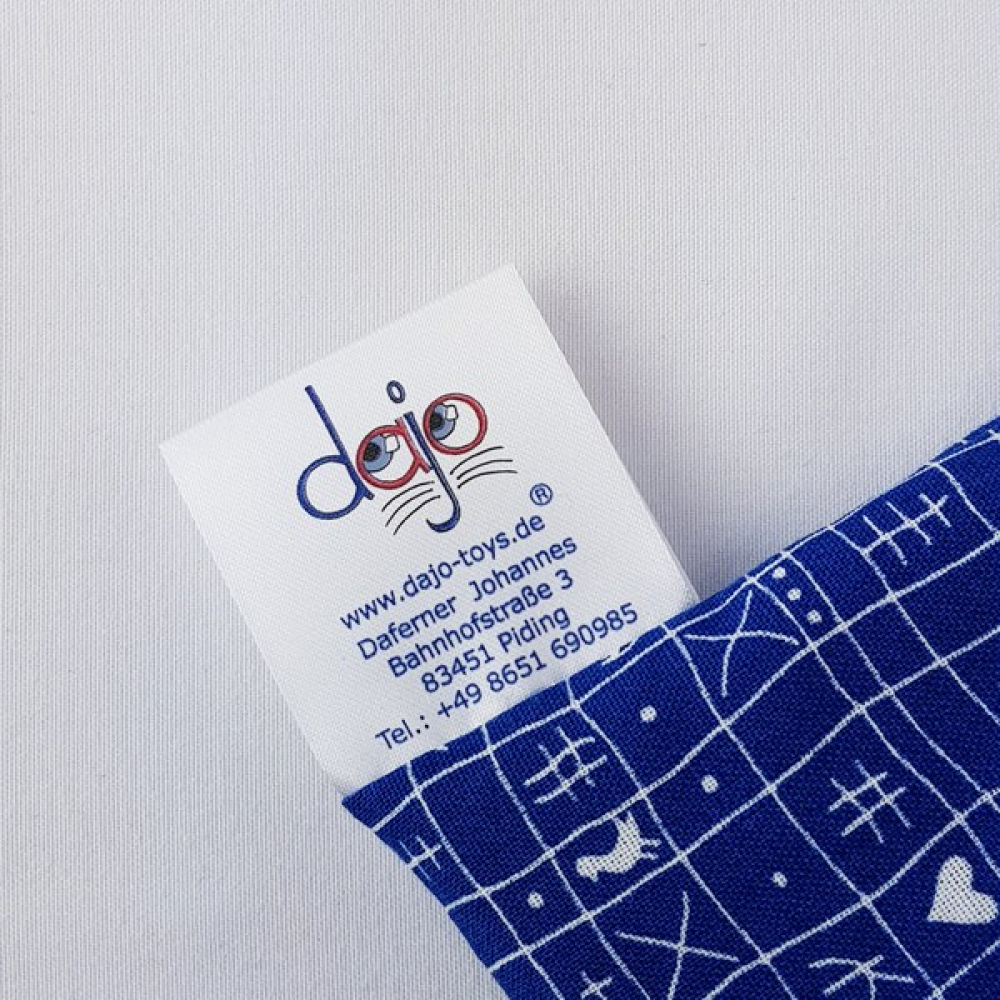 dajo
®
www.dajo-toys.de
Daferner Johannes
Bahnhofstraße 3
83451 Piding
Tel.: +49 8651 690985